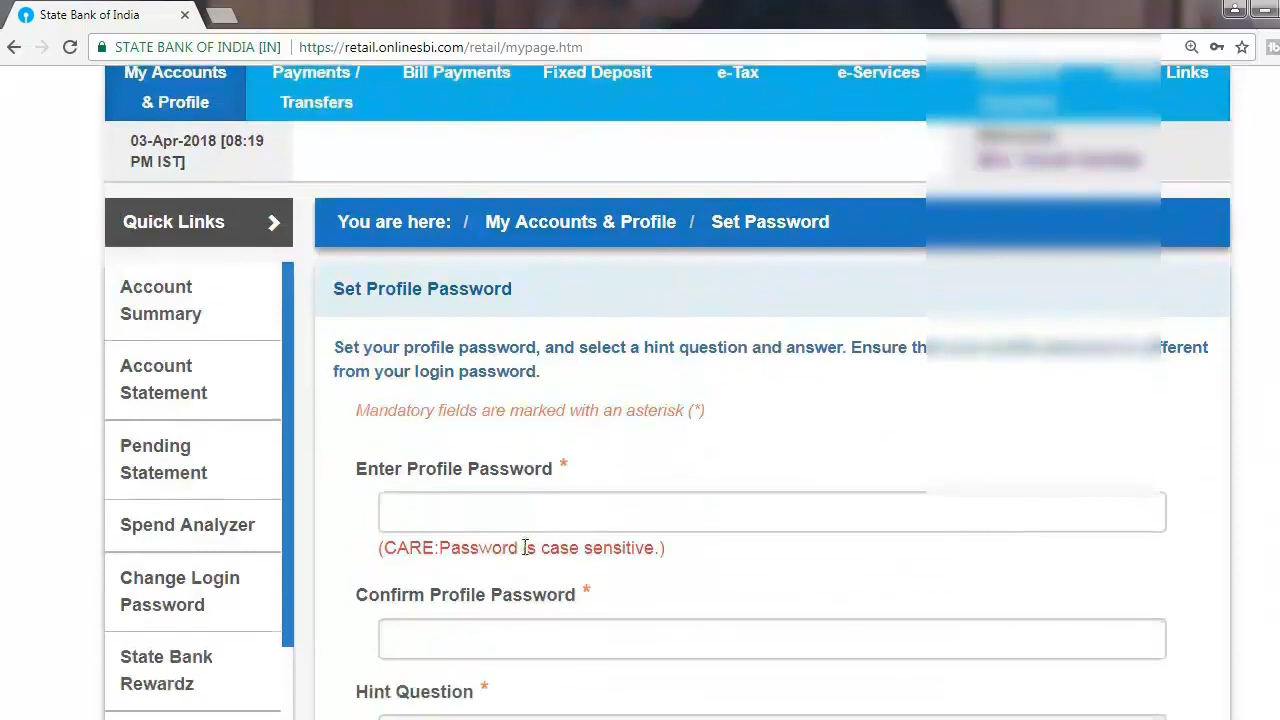 State Bank of India
STATE BANK OF INDIA [IN]
https://retail.onlinesbi.com/retail/mypage.htm
My Accounts
& Profile
Payments /
Transfers
Bill Payments
Fixed Deposit
e-Tax
e-Services
Links
03-Apr-2018 [08:19
PM IST]
Quick Links
You are here: / My Accounts & Profile / Set Password
Account
Summary
Account
Statement
Pending
Statement
Spend Analyzer
Change Login
Password
State Bank
Rewardz
Set Profile Password
Set your profile password, and select a hint question and answer. Ensure
from your login password.
Mandatory fields are marked with an asterisk (*)
Enter Profile Password *
(CARE:Password is case sensitive.)
Confirm Profile Password *
Hint Question *